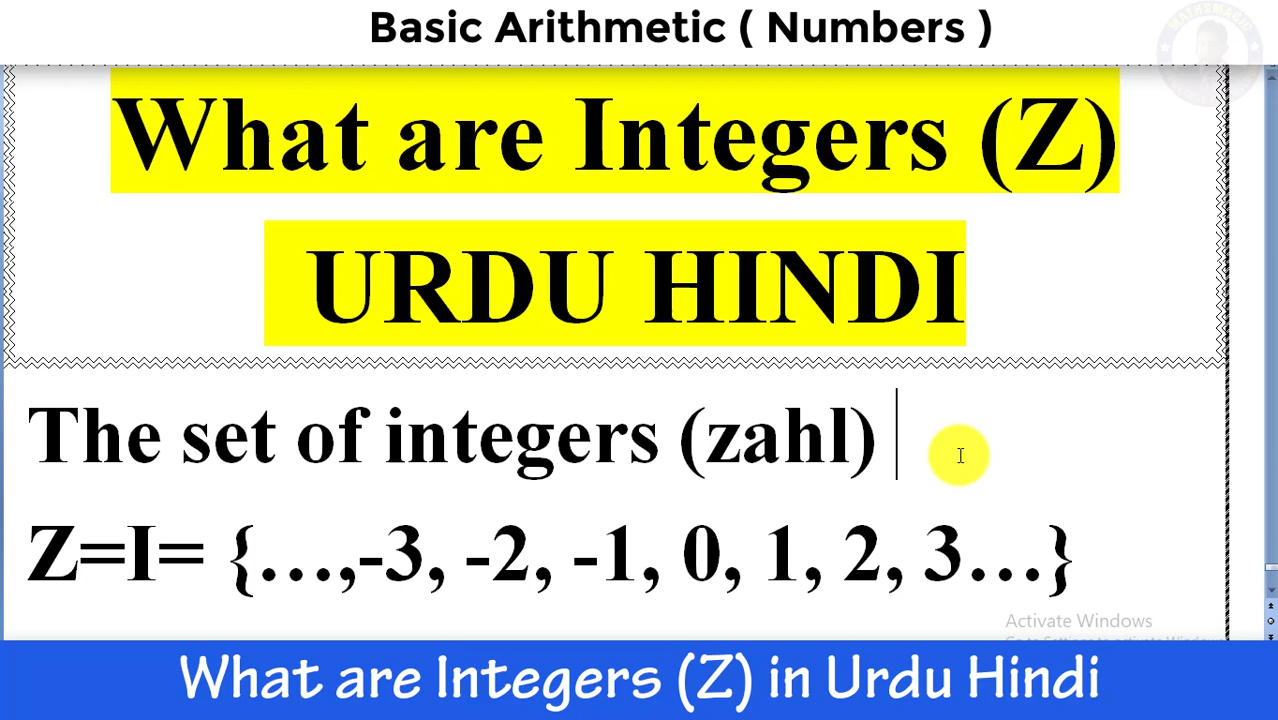 Basic Arithmetic ( Numbers )
MATHSMAGIC
What are Integers (Z)
URDU HINDI
The set of integers (zahl)
Z=I= {…,-3, -2, -1, 0, 1, 2, 3…}
Activate Windows
What are Integers (Z) in Urdu Hindi